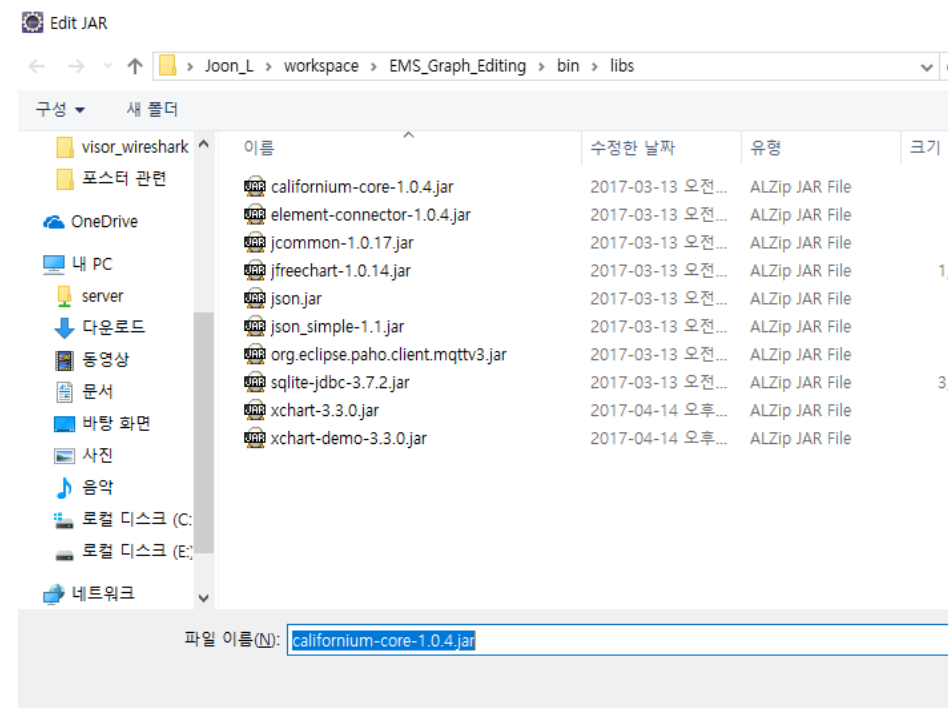 Edit JAR
Joon_L > workspace > EMS_Graph_Editing > bin > libs
구성 새 폴더
이름 수정한 날짜 유형 크기
visor_wireshark
포스터 관련
OneDrive
내 PC
server
다운로드
동영상
문서
바탕 화면
사진
음악
로컬 디스크 (C:
로컬 디스크 (E:)
네트워크
californium-core-1.0.4.jar 2017-03-13 오전... ALZip JAR File
element-connector-1.0.4.jar 2017-03-13 오전... ALZip JAR File
jcommon-1.0.17.jar 2017-03-13 오전... ALZip JAR File
jfreechart-1.0.14.jar 2017-03-13 오전... ALZip JAR File 1,
json.jar 2017-03-13 오전... ALZip JAR File
json_simple-1.1.jar 2017-03-13 오전... ALZip JAR File
org.eclipse.paho.client.mqttv3.jar 2017-03-13 오전... ALZip JAR File
sqlite-jdbc-3.7.2.jar 2017-03-13 오전... ALZip JAR File 3,
xchart-3.3.0.jar 2017-04-14 오후... ALZip JAR File
xchart-demo-3.3.0.jar 2017-04-14 오후... ALZip JAR File
파일 이름(N): californium-core-1.0.4.jar